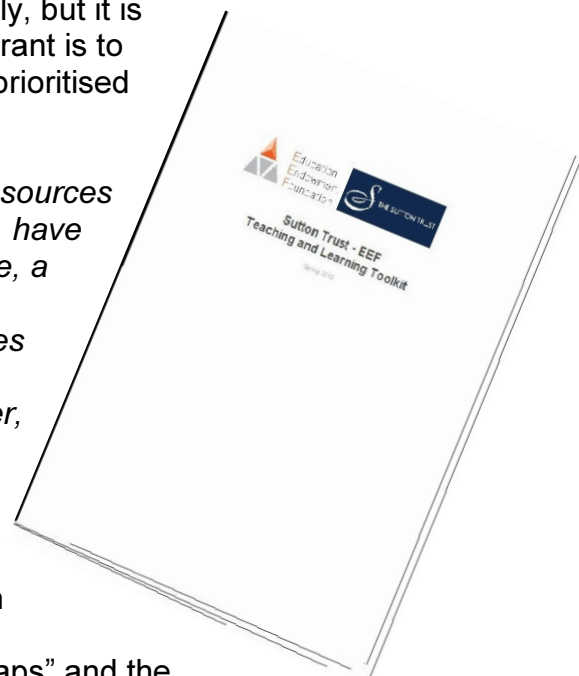 ly, but it is
rant is to
prioritised
sources
have
e, a
es
er,
aps” and the
Education
Endowment
Foundation
THE SUTTON TRUST
Sutton Trust - EEF
Teaching and Learning Toolkit